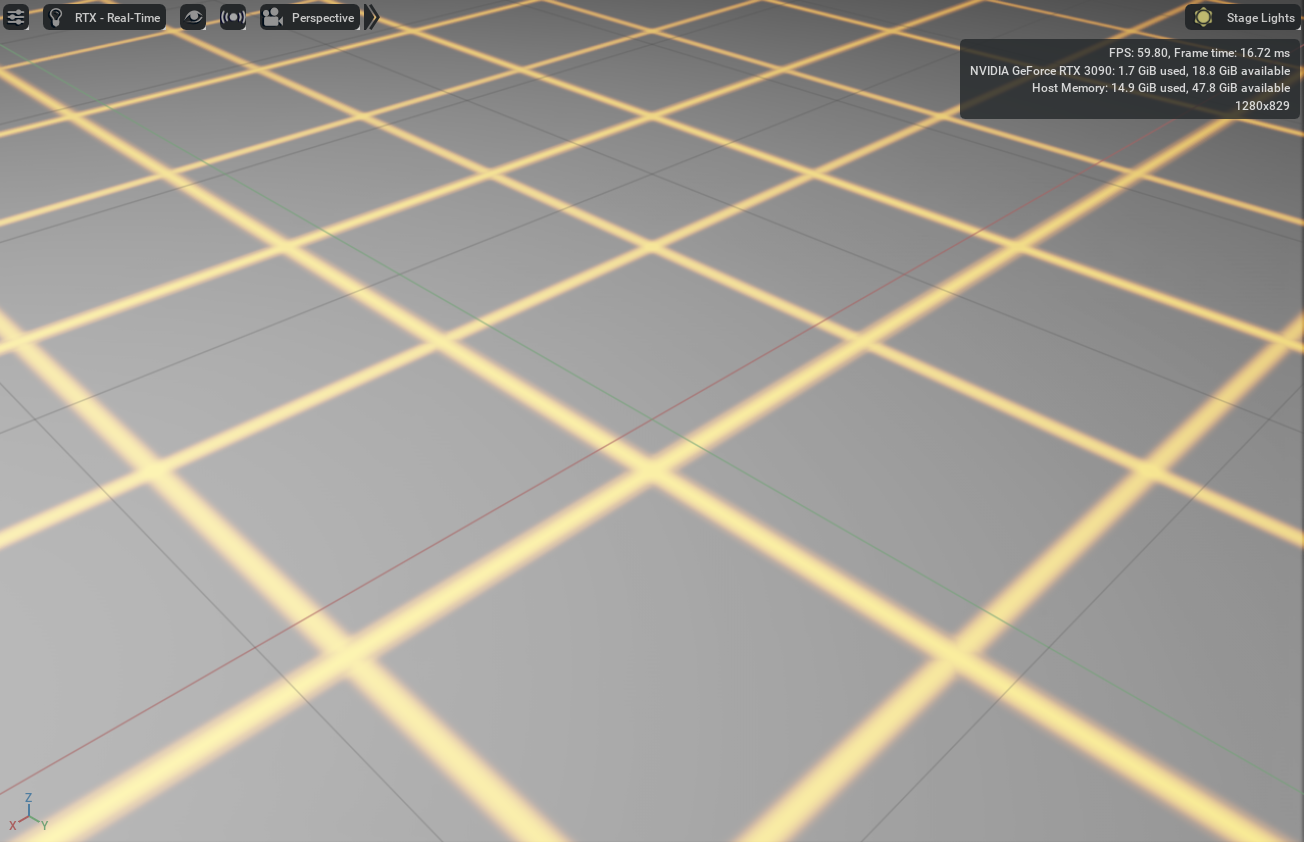 RTX - Real-Time
Perspective
Stage Lights
FPS: 59.80, Frame time: 16.72 ms
NVIDIA GeForce RTX 3090: 1.7 GiB used, 18.8 GiB available
Host Memory: 14.9 GiB used, 47.8 GiB available
1280x829
Z
X
Y